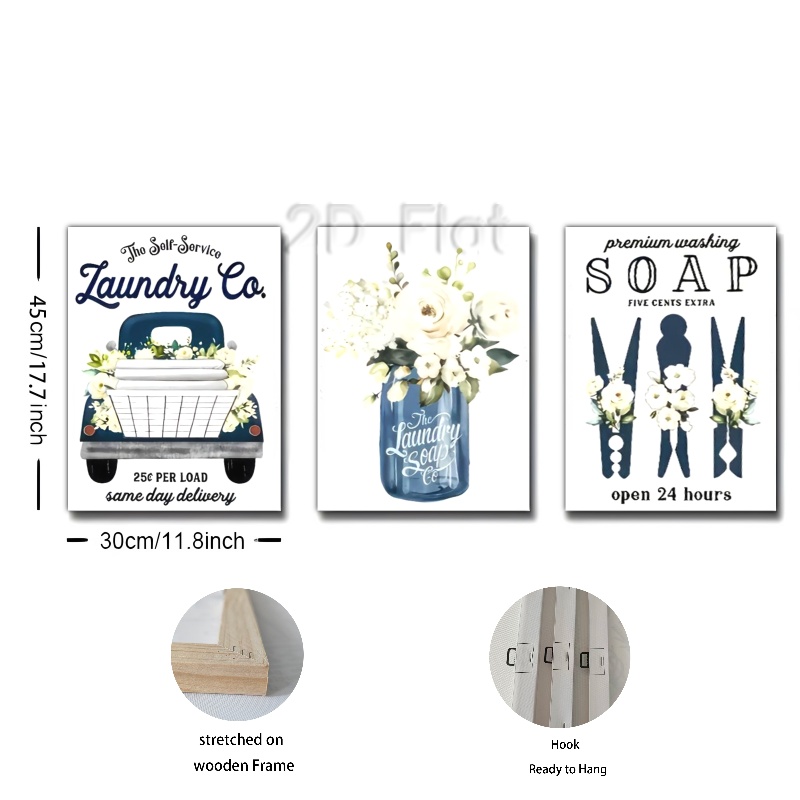 2D Flat
The Self-Service
Laundry Co.
25¢ PER LOAD
same day delivery
The
Laundry
Soap
Co.
premium washing
SOAP
FIVE CENTS EXTRA
open 24 hours
45cm/17.7inch
30cm/11.8inch
stretched on
wooden Frame
Hook
Ready to Hang